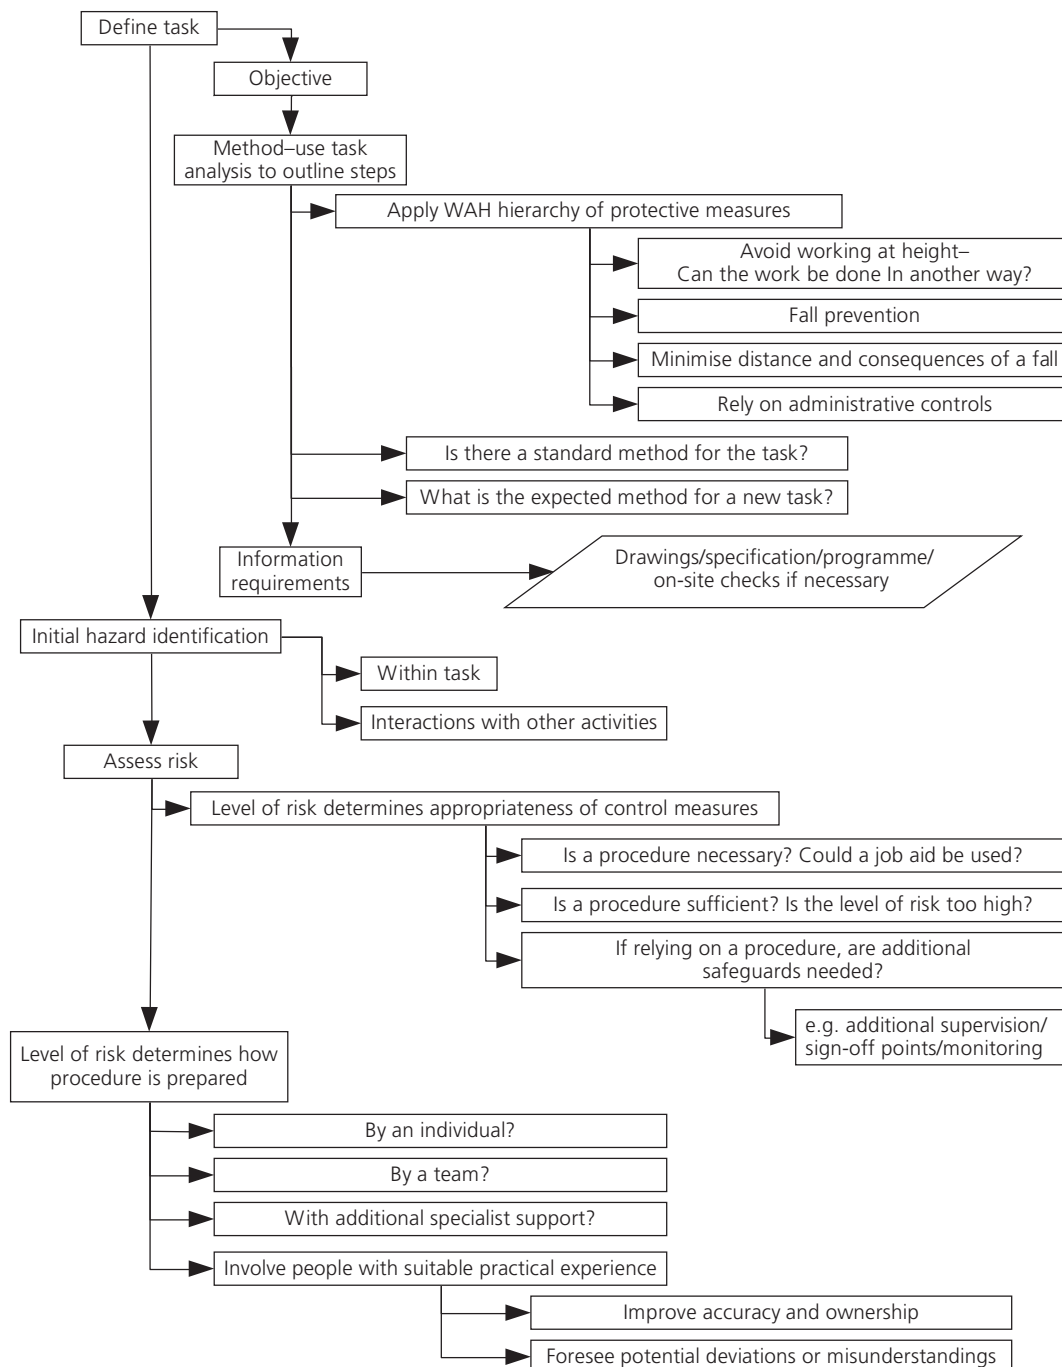 Define task
Objective
Method–use task
analysis to outline steps
Apply WAH hierarchy of protective measures
Avoid working at height–
Can the work be done In another way?
Fall prevention
Minimise distance and consequences of a fall
Rely on administrative controls
Is there a standard method for the task?
What is the expected method for a new task?
Information
requirements
Drawings/specification/programme/
on-site checks if necessary
Initial hazard identification
Within task
Interactions with other activities
Assess risk
Level of risk determines appropriateness of control measures
Is a procedure necessary? Could a job aid be used?
Is a procedure sufficient? Is the level of risk too high?
If relying on a procedure, are additional
safeguards needed?
e.g. additional supervision/
sign-off points/monitoring
Level of risk determines how
procedure is prepared
By an individual?
By a team?
With additional specialist support?
Involve people with suitable practical experience
Improve accuracy and ownership
Foresee potential deviations or misunderstandings